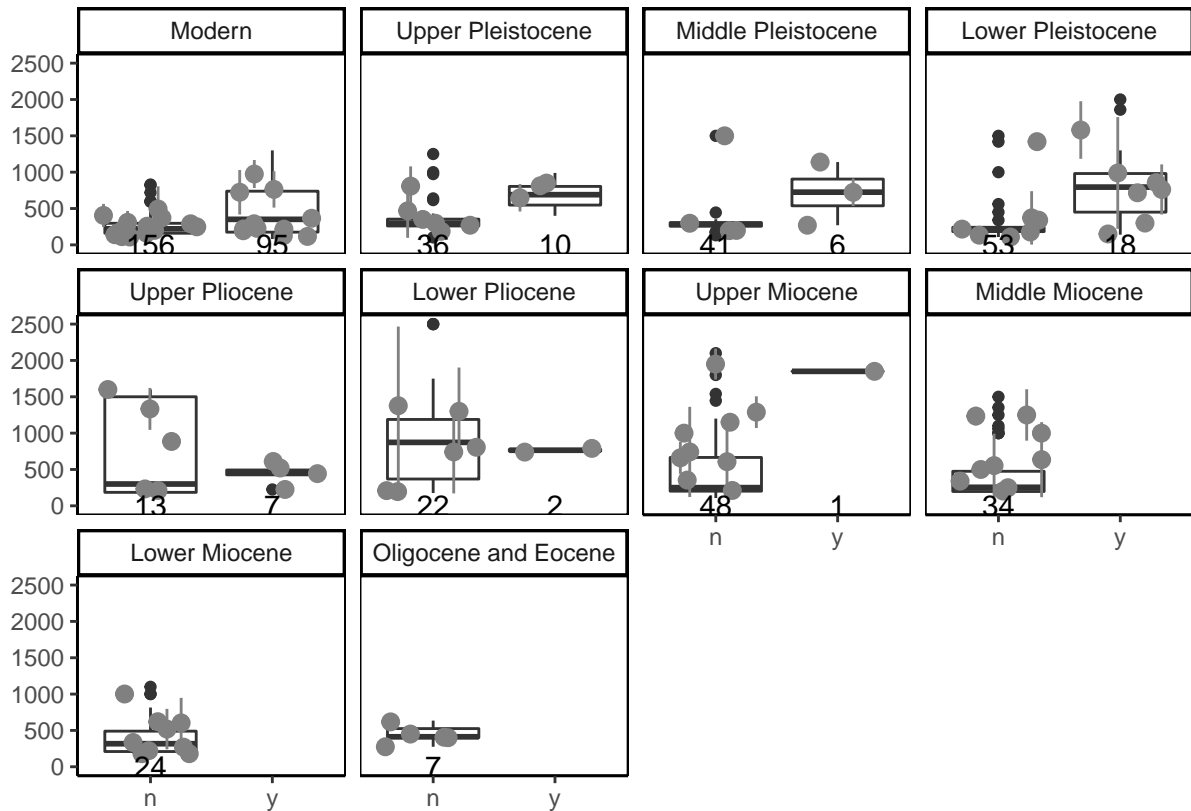 Modern Upper Pleistocene Middle Pleistocene Lower Pleistocene
2500
2000
1500
1000
500
0
156 95 36 10 41 6 53 18
Upper Pliocene Lower Pliocene Upper Miocene Middle Miocene
2500
2000
1500
1000
500
0
13 7 22 2 48 1 34
n y n y
Lower Miocene Oligocene and Eocene
2500
2000
1500
1000
500
0
24 7
n y n y